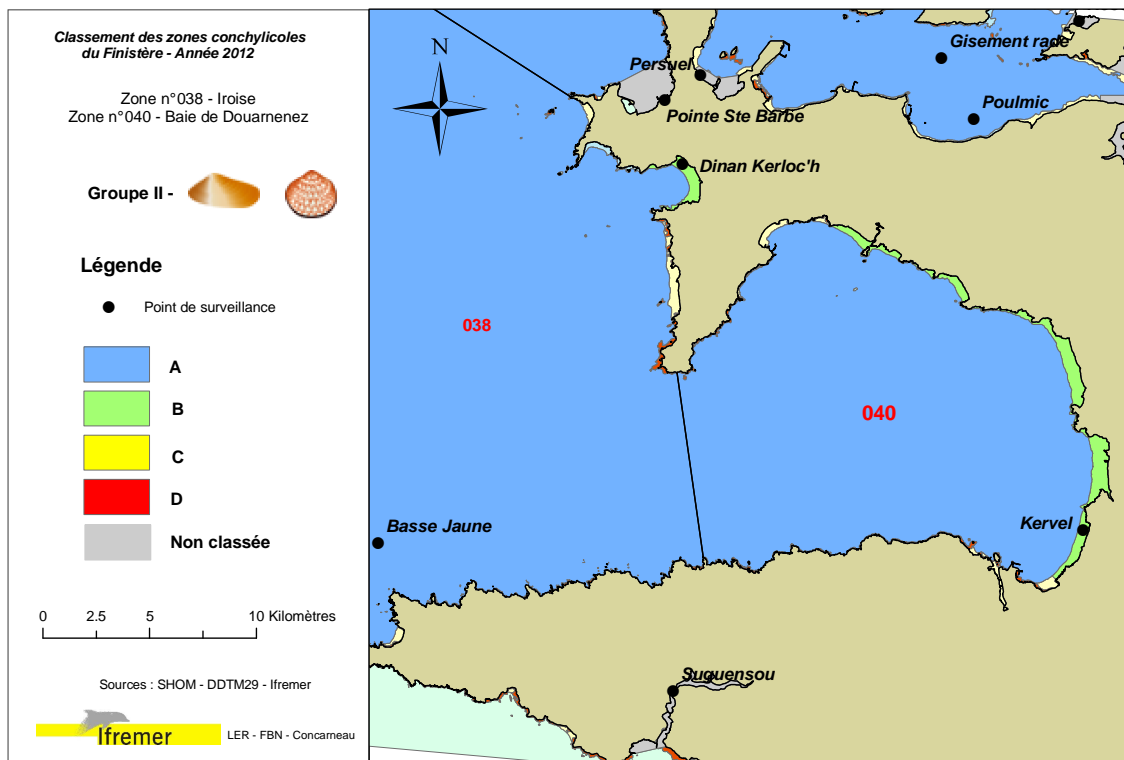 Classement des zones conchylicoles
du Finistère - Année 2012
Zone n°038 - Iroise
Zone n°040 - Baie de Douarnenez
Groupe II -
Légende
Point de surveillance
A
B
C
D
Non classée
0 2.5 5 10 Kilomètres
Sources : SHOM - DDTM29 - Ifremer
Ifremer
LER - FBN - Concarneau
N
Persuel
Gisement rade
Pointe Ste Barbe
Poulmic
Dinan Kerloc'h
038
040
Basse Jaune
Kervel
Suguensou